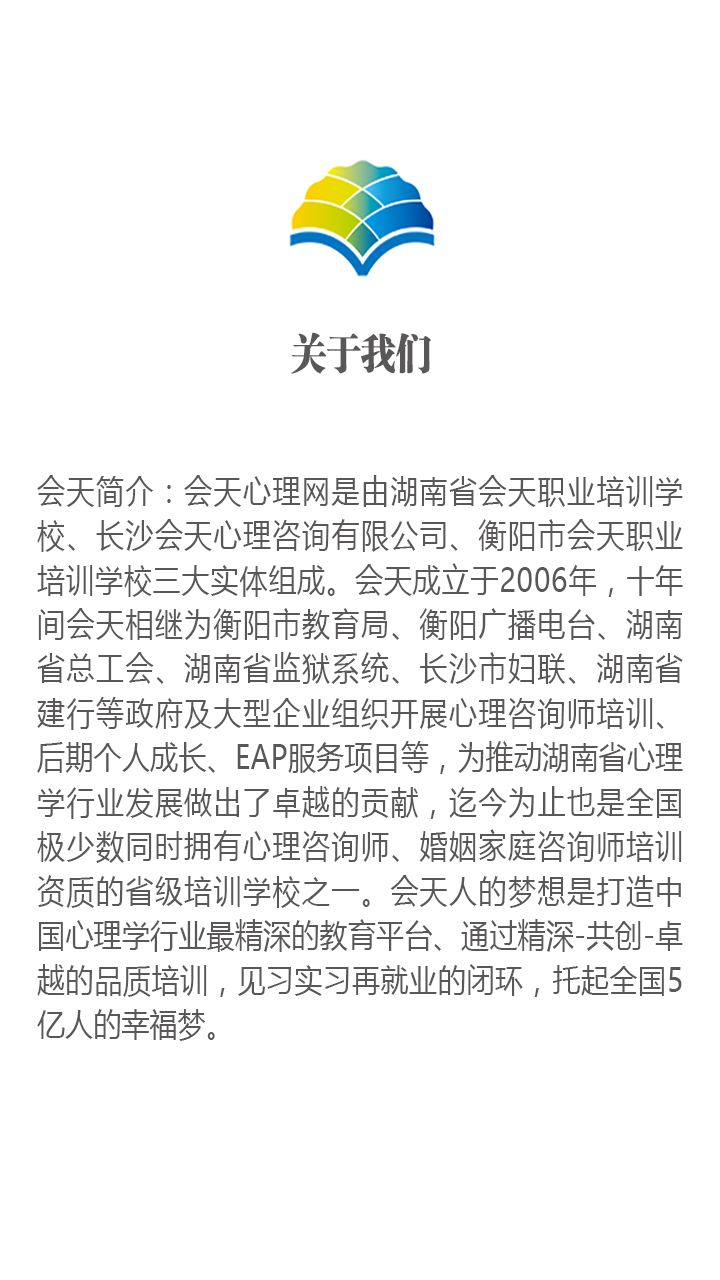 关于我们
会天简介：会天心理网是由湖南省会天职业培训学
校、长沙会天心理咨询有限公司、衡阳市会天职业
培训学校三大实体组成。会天成立于2006年，十年
间会天相继为衡阳市教育局、衡阳广播电台、湖南
省总工会、湖南省监狱系统、长沙市妇联、湖南省
建行等政府及大型企业组织开展心理咨询师培训、
后期个人成长、EAP服务项目等，为推动湖南省心理
学行业发展做出了卓越的贡献，迄今为止也是全国
极少数同时拥有心理咨询师、婚姻家庭咨询师培训
资质的省级培训学校之一。会天人的梦想是打造中
国心理学行业最精深的教育平台、通过精深-共创-卓
越的品质培训，见习实习再就业的闭环，托起全国5
亿人的幸福梦。